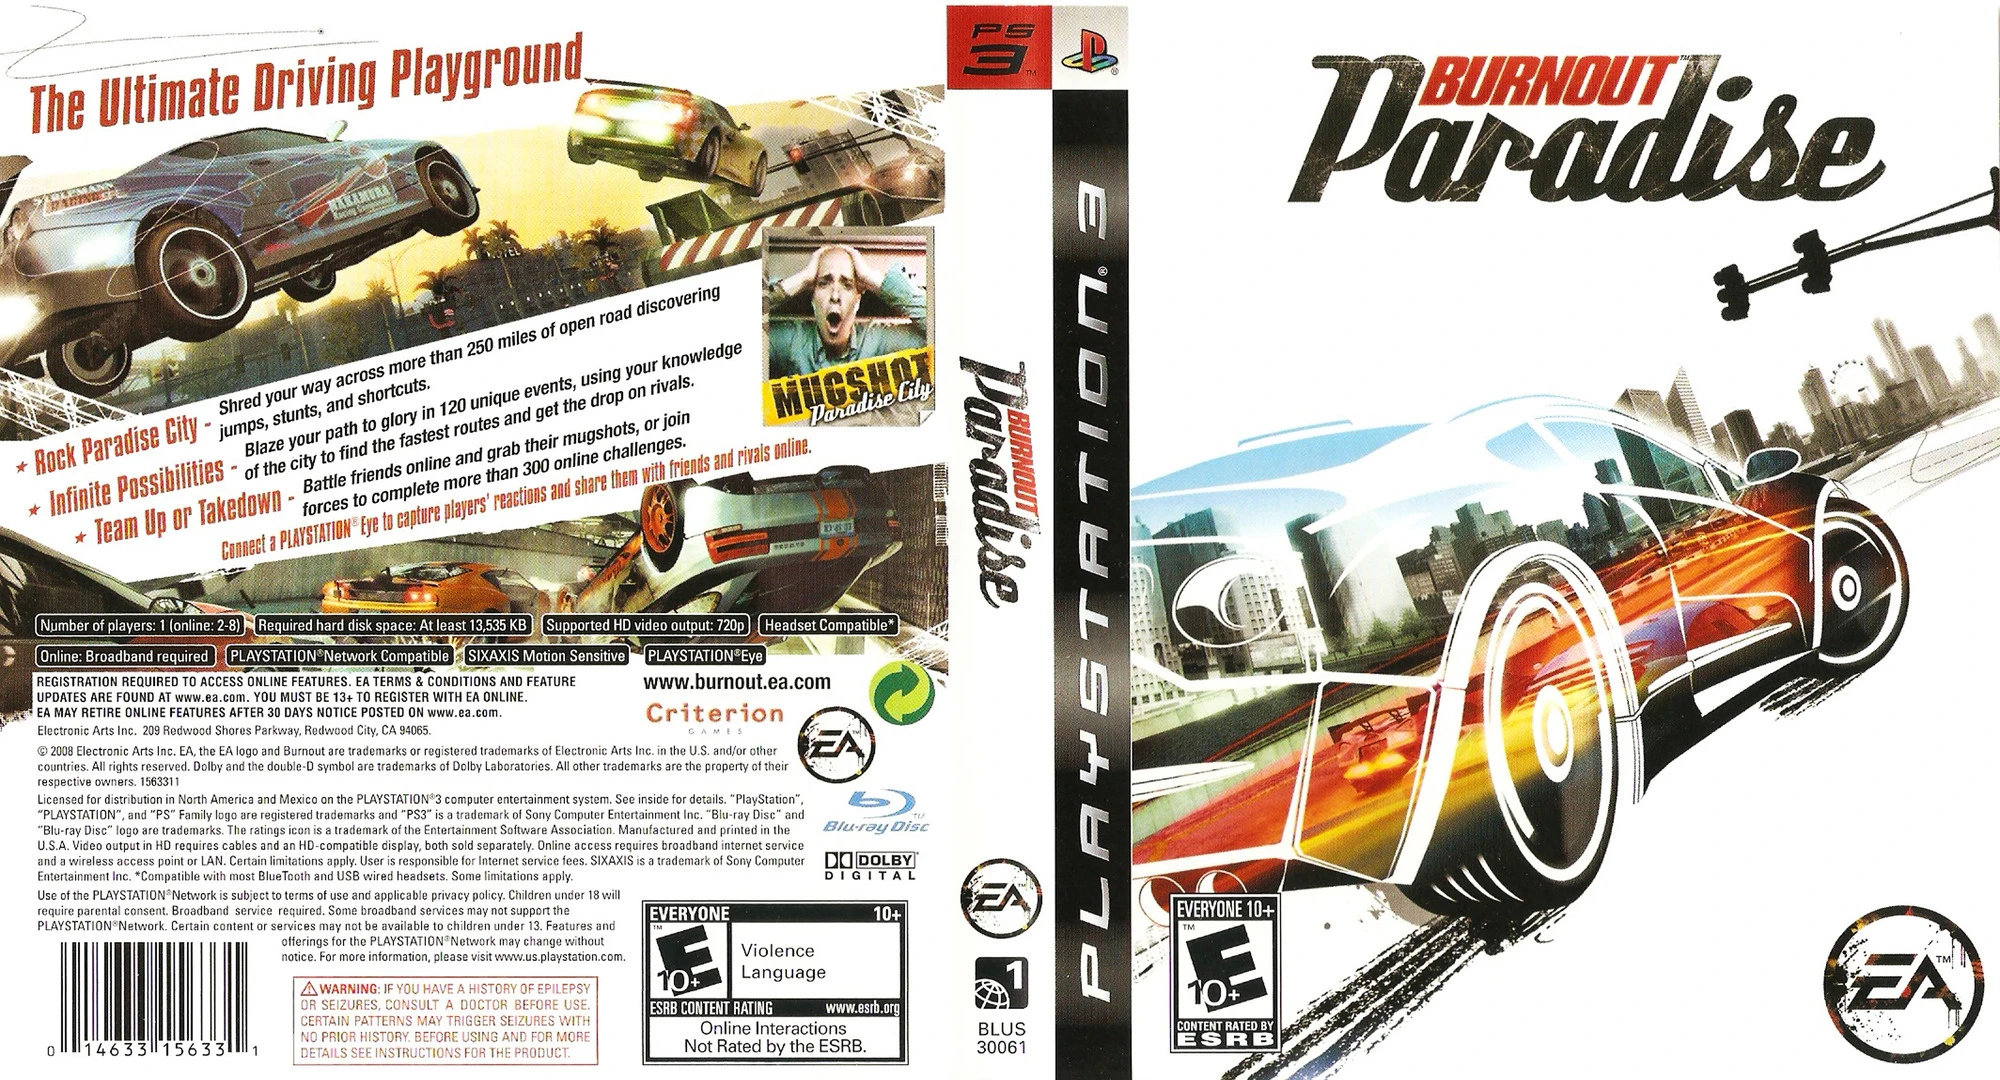 The Ultimate Driving Playground
NAKAMURA
Racing
MOTEL
MUGSHOT
Paradise City
★ Rock Paradise City - Shred your way across more than 250 miles of open road discovering
jumps, stunts, and shortcuts.
★ Infinite Possibilities - Blaze your path to glory in 120 unique events, using your knowledge
of the city to find the fastest routes and get the drop on rivals.
★ Team Up or Takedown - Battle friends online and grab their mugshots, or join
forces to complete more than 300 online challenges.
Connect a PLAYSTATION®Eye to capture players' reactions and share them with friends and rivals online.
Number of players: 1 (online: 2-8) Required hard disk space: At least 13,535 KB Supported HD video output: 720p Headset Compatible*
Online: Broadband required PLAYSTATION®Network Compatible SIXAXIS Motion Sensitive PLAYSTATION®Eye
REGISTRATION REQUIRED TO ACCESS ONLINE FEATURES. EA TERMS & CONDITIONS AND FEATURE
UPDATES ARE FOUND AT www.ea.com. YOU MUST BE 13+ TO REGISTER WITH EA ONLINE.
EA MAY RETIRE ONLINE FEATURES AFTER 30 DAYS NOTICE POSTED ON www.ea.com.
Electronic Arts Inc. 209 Redwood Shores Parkway, Redwood City, CA 94065.
www.burnout.ea.com
Criterion
GAMES
EA™
© 2008 Electronic Arts Inc. EA, the EA logo and Burnout are trademarks or registered trademarks of Electronic Arts Inc. in the U.S. and/or other
countries. All rights reserved. Dolby and the double-D symbol are trademarks of Dolby Laboratories. All other trademarks are the property of their
respective owners. 1563311
Licensed for distribution in North America and Mexico on the PLAYSTATION®3 computer entertainment system. See inside for details. "PlayStation",
"PLAYSTATION", and "PS" Family logo are registered trademarks and "PS3" is a trademark of Sony Computer Entertainment Inc. "Blu-ray Disc" and
"Blu-ray Disc" logo are trademarks. The ratings icon is a trademark of the Entertainment Software Association. Manufactured and printed in the
U.S.A. Video output in HD requires cables and an HD-compatible display, both sold separately. Online access requires broadband internet service
and a wireless access point or LAN. Certain limitations apply. User is responsible for Internet service fees. SIXAXIS is a trademark of Sony Computer
Entertainment Inc. *Compatible with most BlueTooth and USB wired headsets. Some limitations apply.
Blu-ray Disc™
DOLBY
DIGITAL
Use of the PLAYSTATION®Network is subject to terms of use and applicable privacy policy. Children under 18 will
require parental consent. Broadband service required. Some broadband services may not support the
PLAYSTATION®Network. Certain content or services may not be available to children under 13. Features and
offerings for the PLAYSTATION®Network may change without
notice. For more information, please visit www.us.playstation.com.
WARNING: IF YOU HAVE A HISTORY OF EPILEPSY
OR SEIZURES, CONSULT A DOCTOR BEFORE USE.
CERTAIN PATTERNS MAY TRIGGER SEIZURES WITH
NO PRIOR HISTORY. BEFORE USING AND FOR MORE
DETAILS SEE INSTRUCTIONS FOR THE PRODUCT.
0 14633 15633 1
EVERYONE 10+
E™
10+
Violence
Language
ESRB CONTENT RATING www.esrb.org
Online Interactions
Not Rated by the ESRB.
PS
3™
BURNOUT
Paradise
EA
1
BLUS
30061
PLAYSTATION®3
BURNOUT™
Paradise
EVERYONE 10+
E™
10+
CONTENT RATED BY
ESRB
EA™